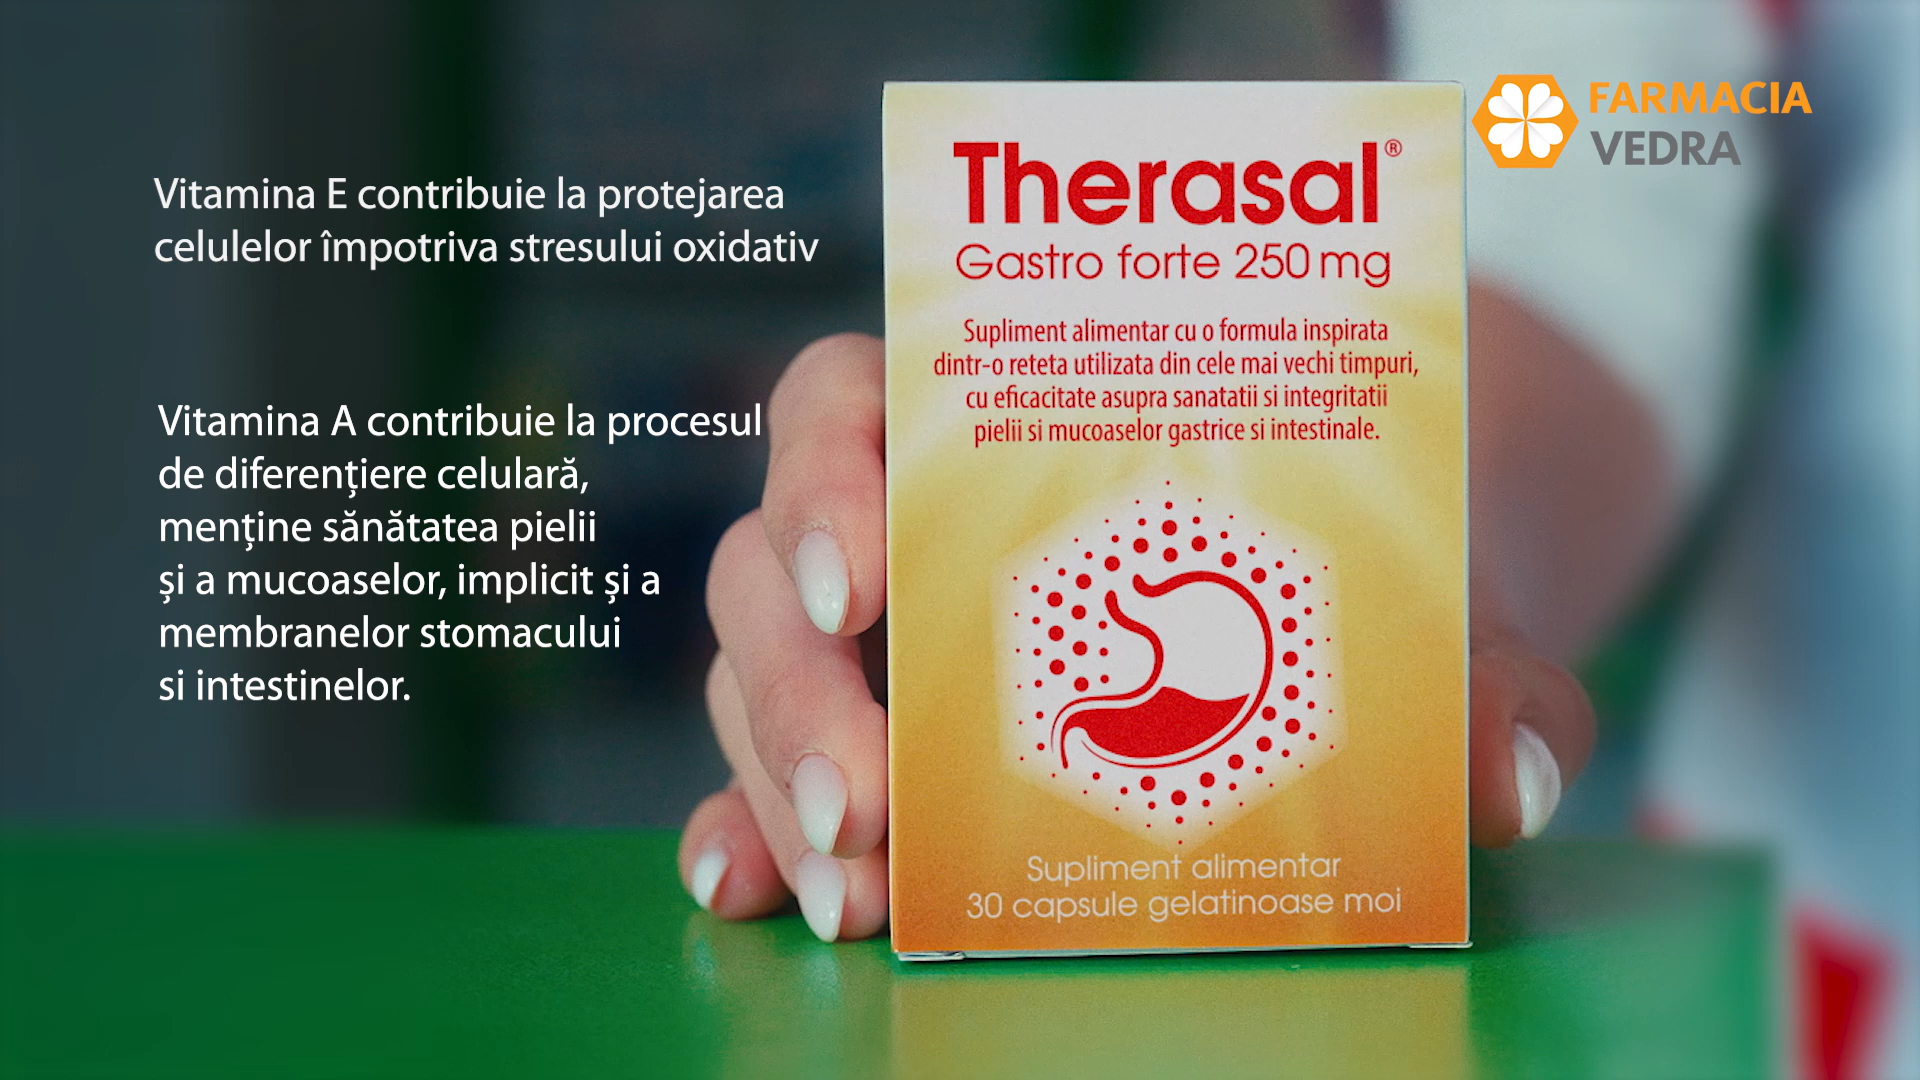 Vitamina E contribuie la protejarea
celulelor împotriva stresului oxidativ
Vitamina A contribuie la procesul
de diferențiere celulară,
menține sănătatea pielii
și a mucoaselor, implicit și a
membranelor stomacului
si intestinelor.
FARMACIA
VEDRA
Therasal®
Gastro forte 250 mg
Supliment alimentar cu o formula inspirata
dintr-o reteta utilizata din cele mai vechi timpuri,
cu eficacitate asupra sanatatii si integritatii
pielii si mucoaselor gastrice si intestinale.
Supliment alimentar
30 capsule gelatinoase moi